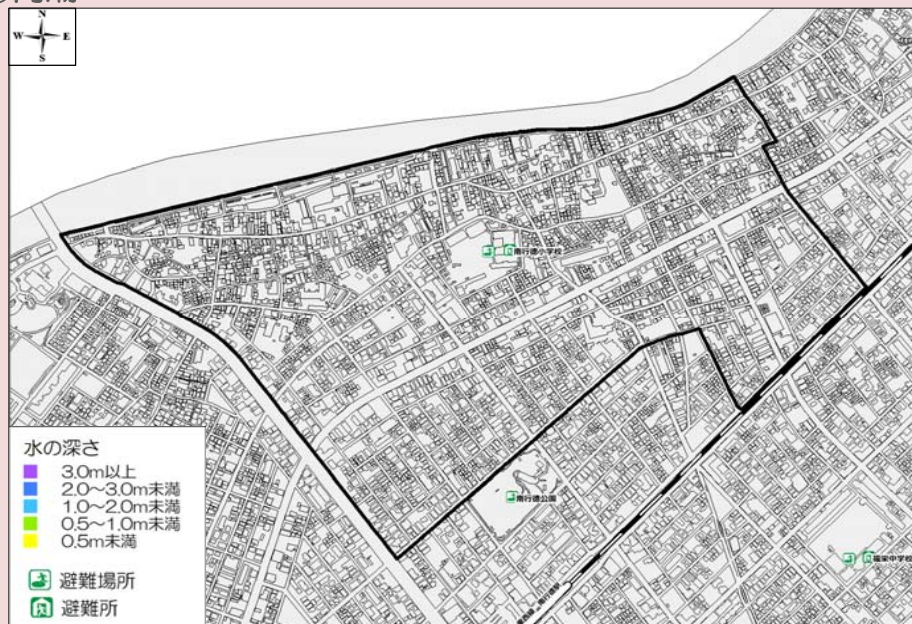 N
W E
S
南行徳小学校
南行徳公園
福栄中学校
水の深さ
3.0m以上
2.0～3.0m未満
1.0～2.0m未満
0.5～1.0m未満
0.5m未満
避難場所
避難所